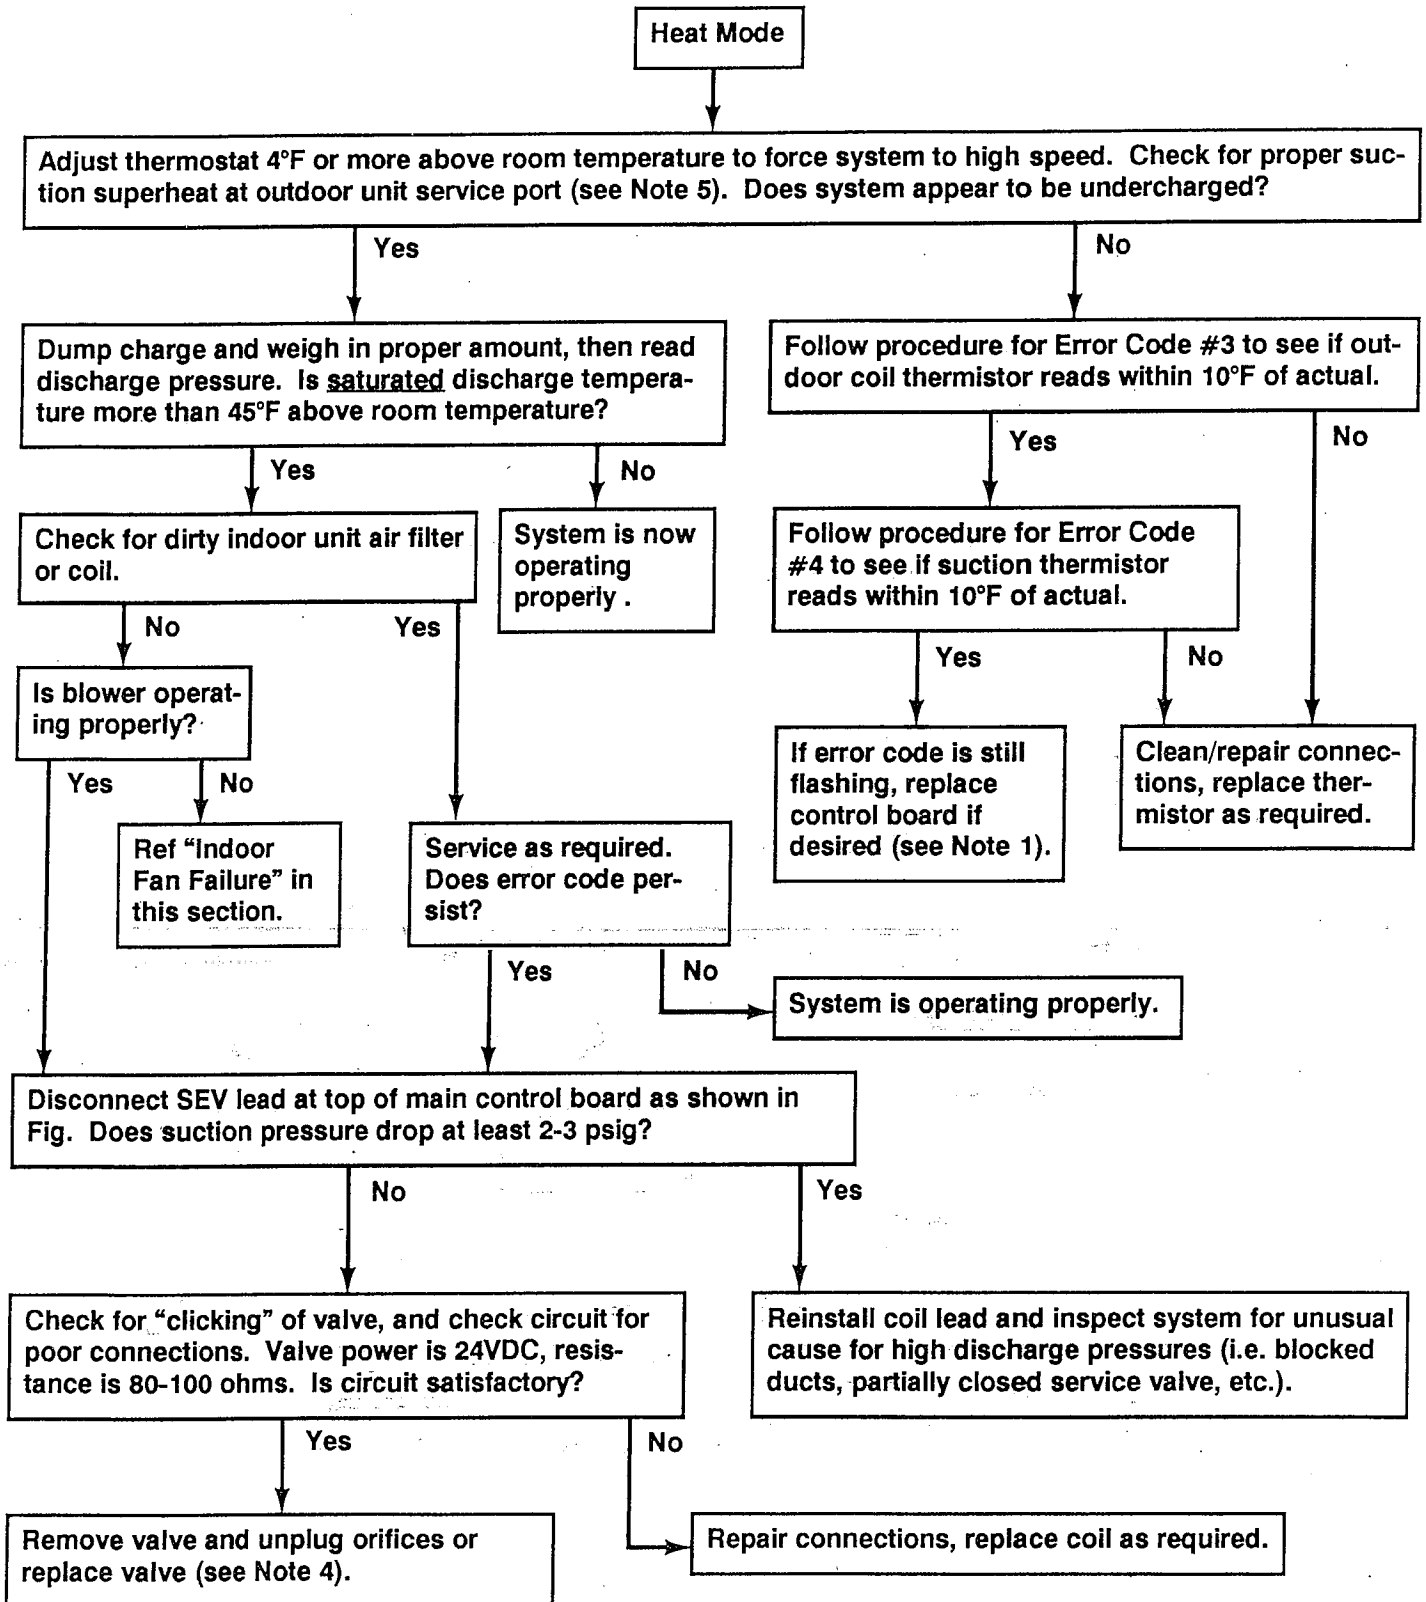 Heat Mode
Adjust thermostat 4°F or more above room temperature to force system to high speed.  Check for proper suc-
tion superheat at outdoor unit service port (see Note 5).  Does system appear to be undercharged?
Yes
No
Dump charge and weigh in proper amount, then read
discharge pressure.  Is saturated discharge tempera-
ture more than 45°F above room temperature?
Follow procedure for Error Code #3 to see if out-
door coil thermistor reads within 10°F of actual.
Yes
No
Yes
No
Check for dirty indoor unit air filter
or coil.
System is now
operating
properly .
Follow procedure for Error Code
#4 to see if suction thermistor
reads within 10°F of actual.
No
Yes
Yes
No
Is blower operat-
ing properly?
If error code is still
flashing, replace
control board if
desired (see Note 1).
Clean/repair connec-
tions, replace ther-
mistor as required.
Yes
No
Ref “Indoor
Fan Failure” in
this section.
Service as required.
Does error code per-
sist?
Yes
No
System is operating properly.
Disconnect SEV lead at top of main control board as shown in
Fig.  Does suction pressure drop at least 2-3 psig?
No
Yes
Check for “clicking” of valve, and check circuit for
poor connections.  Valve power is 24VDC, resis-
tance is 80-100 ohms.  Is circuit satisfactory?
Reinstall coil lead and inspect system for unusual
cause for high discharge pressures (i.e. blocked
ducts, partially closed service valve, etc.).
Yes
No
Remove valve and unplug orifices or
replace valve (see Note 4).
Repair connections, replace coil as required.